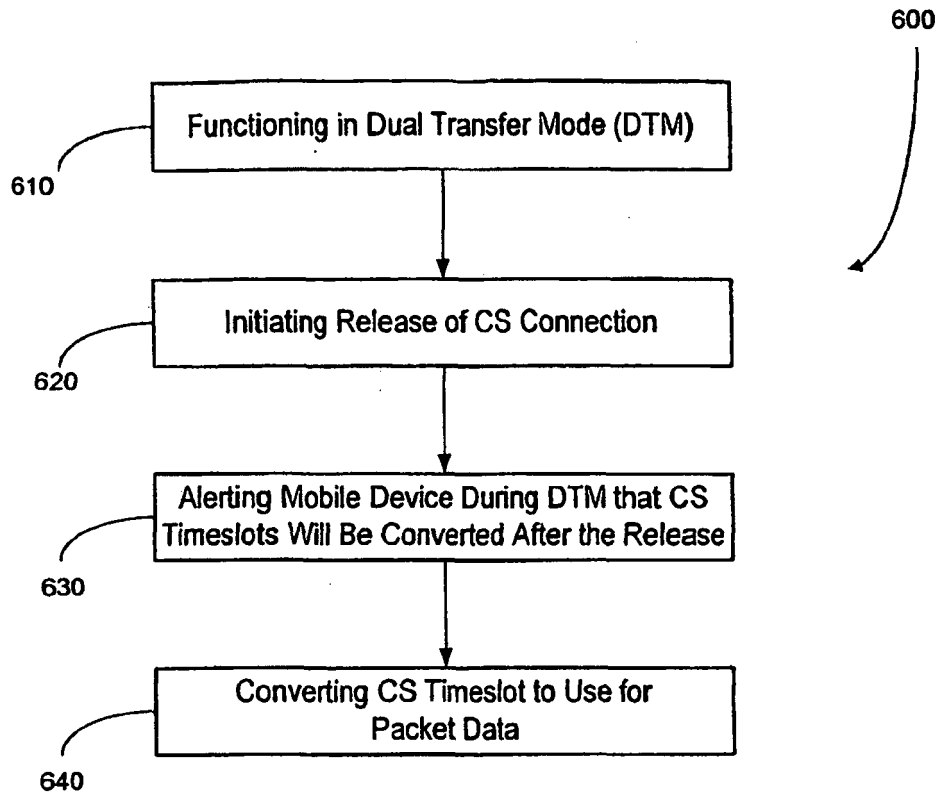 600
Functioning in Dual Transfer Mode (DTM)
610
Initiating Release of CS Connection
620
Alerting Mobile Device During DTM that CS
Timeslots Will Be Converted After the Release
630
Converting CS Timeslot to Use for
Packet Data
640